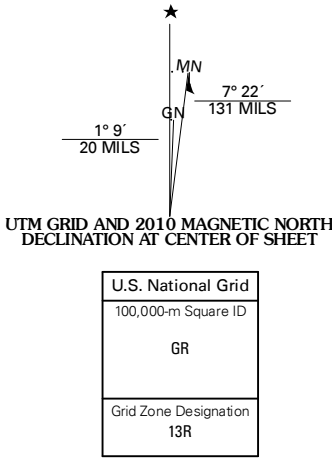 MN
7° 22´
131 MILS
GN
1° 9´
20 MILS
UTM GRID AND 2010 MAGNETIC NORTH
DECLINATION AT CENTER OF SHEET
U.S. National Grid
100,000-m Square ID
GR
Grid Zone Designation
13R